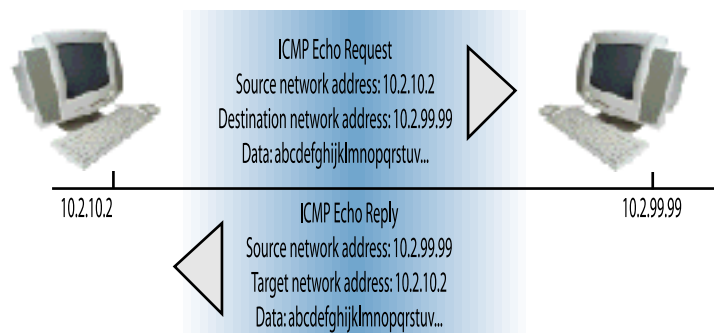 ICMP Echo Request
Source network address: 10.2.10.2
Destination network address: 10.2.99.99
Data: abcdefghijklmnopqrstuv...
10.2.10.2
10.2.99.99
ICMP Echo Reply
Source network address: 10.2.99.99
Target network address: 10.2.10.2
Data: abcdefghijklmnopqrstuv...